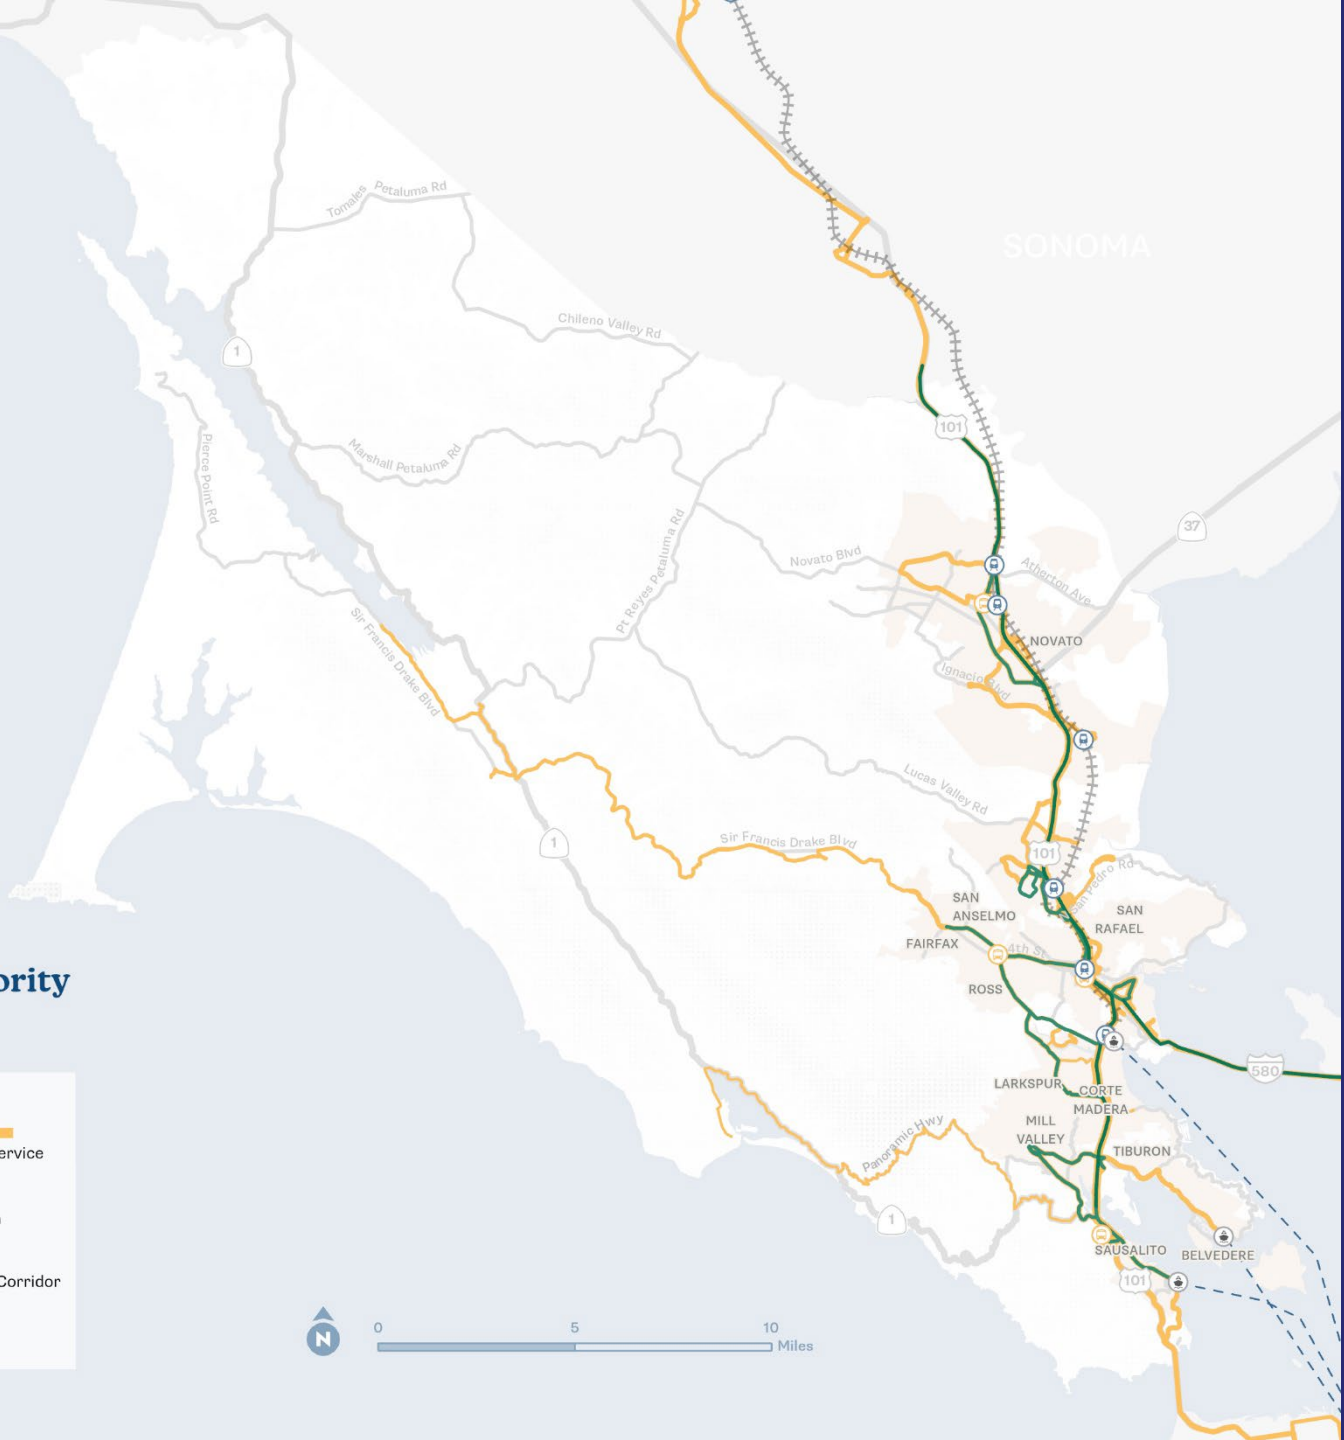 Tomales Petaluma Rd
SONOMA
Chileno Valley Rd
1
101
Marshall Petaluma Rd
Pierce Point Rd
37
Pt Reyes Petaluma Rd
Novato Blvd
Atherton Ave
Sir Francis Drake Blvd
NOVATO
Ignacio Blvd
Lucas Valley Rd
1
Sir Francis Drake Blvd
101
San Pedro Rd
SAN
ANSELMO
SAN
RAFAEL
FAIRFAX
4th St
ority
ROSS
580
LARKSPUR
CORTE
MADERA
MILL
VALLEY
Panoramic Hwy
TIBURON
ervice
1
SAUSALITO
BELVEDERE
Corridor
101
N
0 5 10
Miles